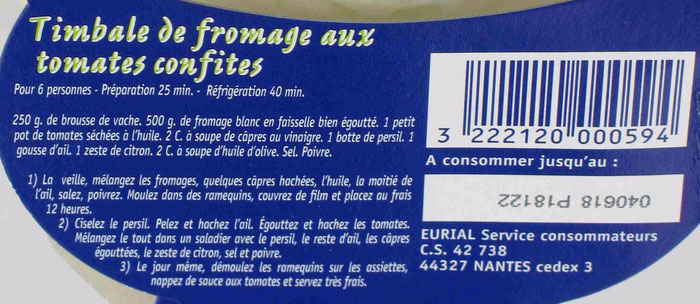 Timbale de fromage aux
tomates confites
Pour 6 personnes - Préparation 25 min. - Réfrigération 40 min.
250 g. de brousse de vache. 500 g. de fromage blanc en faisselle bien égoutté. 1 petit
pot de tomates séchées à l'huile. 2 C. à soupe de câpres au vinaigre. 1 botte de persil. 1
gousse d'ail. 1 zeste de citron. 2 C. à soupe d'huile d'olive. Sel. Poivre.
1) La veille, mélangez les fromages, quelques câpres hachées, l'huile, la moitié de
l'ail, salez, poivrez. Moulez dans des ramequins, couvrez de film et placez au frais
12 heures.
2) Ciselez le persil. Pelez et hachez l'ail. Égouttez et hachez les tomates.
Mélangez le tout dans un saladier avec le persil, le reste d'ail, les câpres
égouttées, le zeste de citron, sel et poivre.
3) Le jour même, démoulez les ramequins sur les assiettes,
nappez de sauce aux tomates et servez très frais.
3 222120 000594
A consommer jusqu'au :
040618 P18122
EURIAL Service consommateurs
C.S. 42 738
44327 NANTES cedex 3